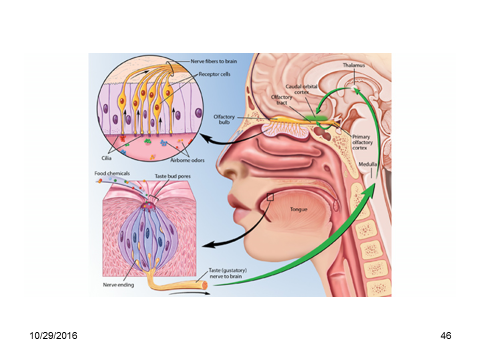 Nerve fibers to brain
Receptor cells
Thalamus
Caudal orbital
cortex
Olfactory
tract
Olfactory
bulb
Primary
olfactory
cortex
Cilia
Airborne odors
Medulla
Food chemicals
Taste bud pores
Tongue
Taste (gustatory)
nerve to brain
Nerve ending
10/29/2016
46